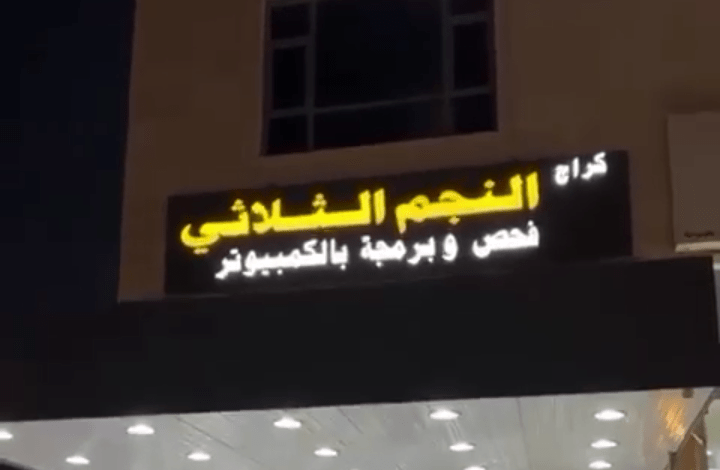 كراج
النجم الثلاثي
فحص وبرمجة بالكمبيوتر